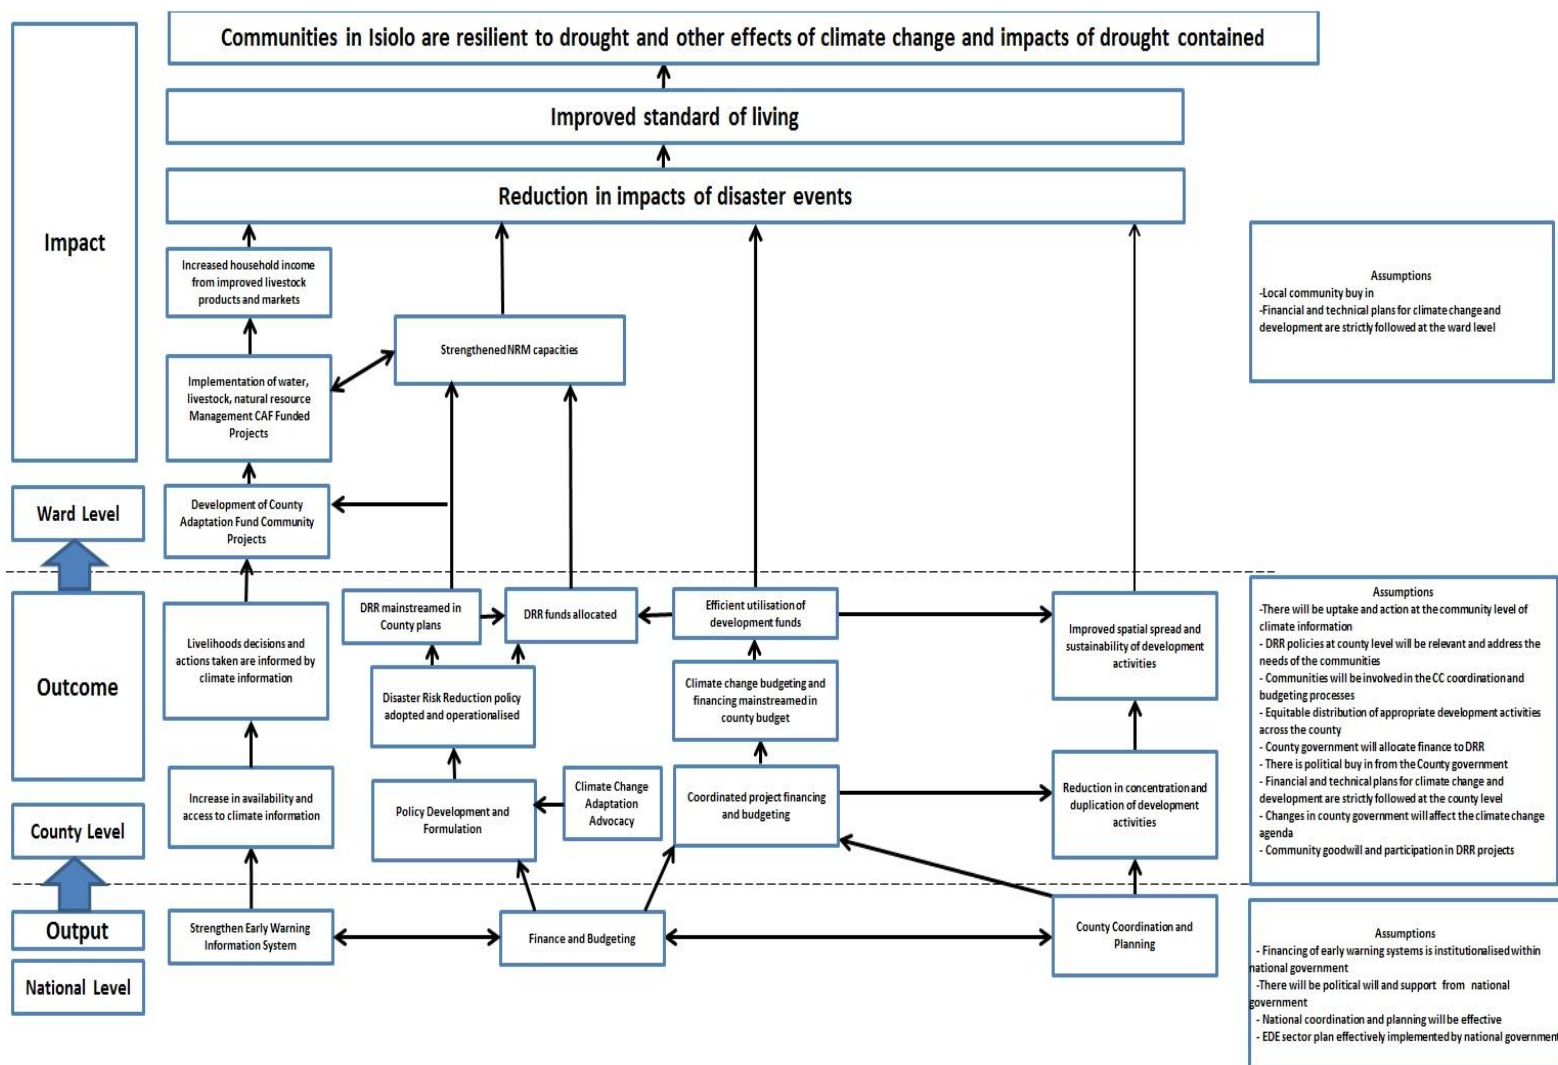 Communities in Isiolo are resilient to drought and other effects of climate change and impacts of drought contained
Improved standard of living
Reduction in impacts of disaster events
Impact
Increased household income
from improved livestock
products and markets
Strengthened NRM capacities
Implementation of water,
livestock, natural resource
Management CAF Funded
Projects
Assumptions
-Local community buy in
-Financial and technical plans for climate change and
development are strictly followed at the ward level
Ward Level
Development of County
Adaptation Fund Community
Projects
Outcome
Livelihoods decisions and
actions taken are informed by
climate information
DRR mainstreamed in
County plans
DRR funds allocated
Efficient utilisation of
development funds
Improved spatial spread and
sustainability of development
activities
Disaster Risk Reduction policy
adopted and operationalised
Climate change budgeting and
financing mainstreamed in
county budget
Increase in availability and
access to climate information
Policy Development and
Formulation
Climate Change
Adaptation
Advocacy
Coordinated project financing
and budgeting
Reduction in concentration and
duplication of development
activities
County Level
Assumptions
-There will be uptake and action at the community level of
climate information
- DRR policies at county level will be relevant and address the
needs of the communities
- Communities will be involved in the CC coordination and
budgeting processes
- Equitable distribution of appropriate development activities
across the county
- County government will allocate finance to DRR
- There is political buy in from the County government
- Financial and technical plans for climate change and
development are strictly followed at the county level
- Changes in county government will affect the climate change
agenda
- Community goodwill and participation in DRR projects
Output
National Level
Strengthen Early Warning
Information System
Finance and Budgeting
County Coordination and
Planning
Assumptions
- Financing of early warning systems is institutionalised within
national government
-There will be political will and support from national
government
- National coordination and planning will be effective
- EDE sector plan effectively implemented by national government